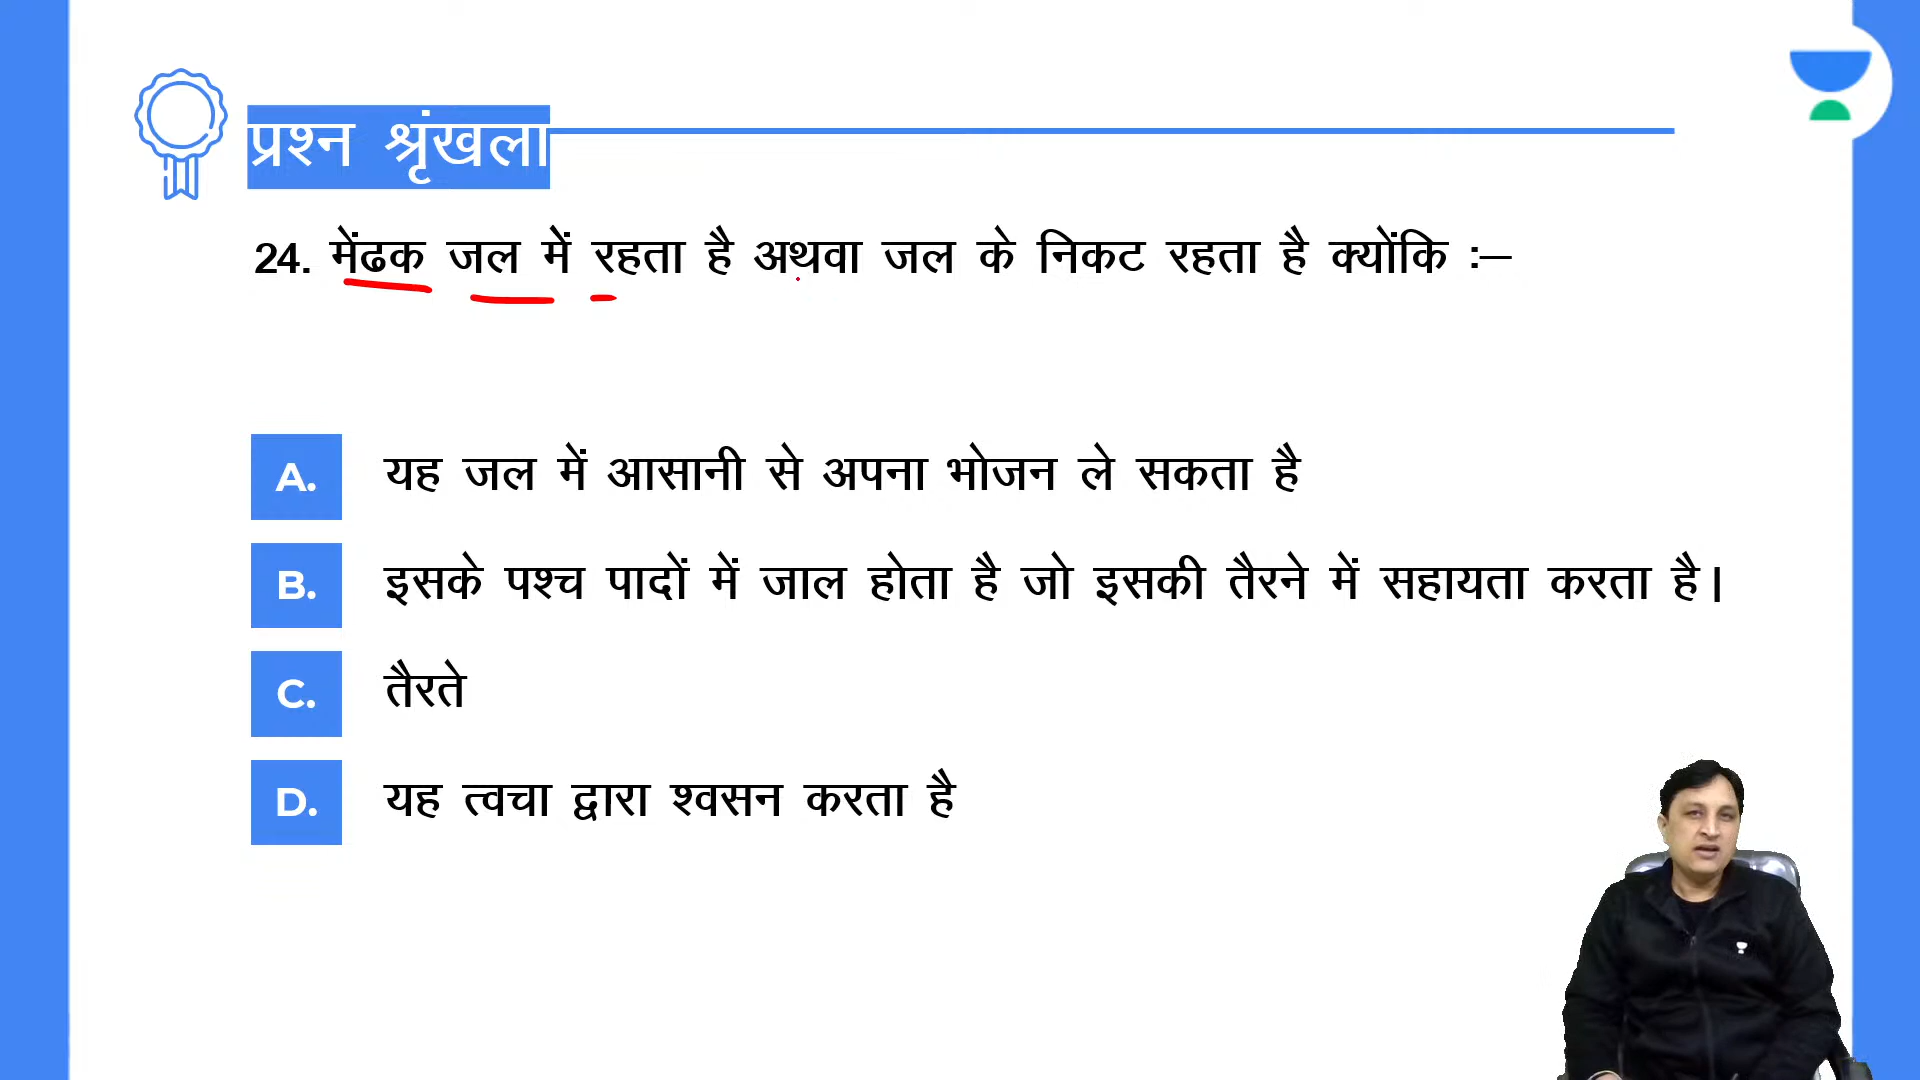 प्रश्न श्रृंखला
24. मेंढक जल में रहता है अथवा जल के निकट रहता है क्योंकि :–
A. यह जल में आसानी से अपना भोजन ले सकता है
B. इसके पश्च पादों में जाल होता है जो इसकी तैरने में सहायता करता है।
C. तैरते
D. यह त्वचा द्वारा श्वसन करता है